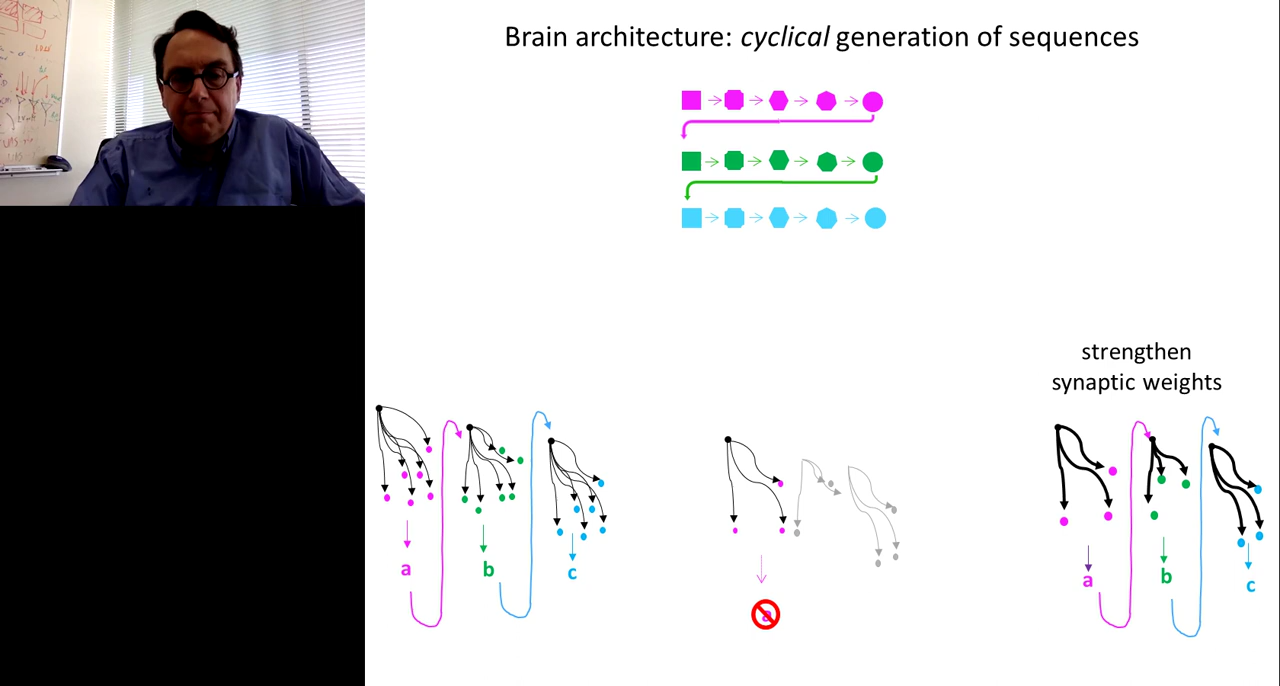 Brain architecture: cyclical generation of sequences
strengthen
synaptic weights
a
b
c
a
b
c